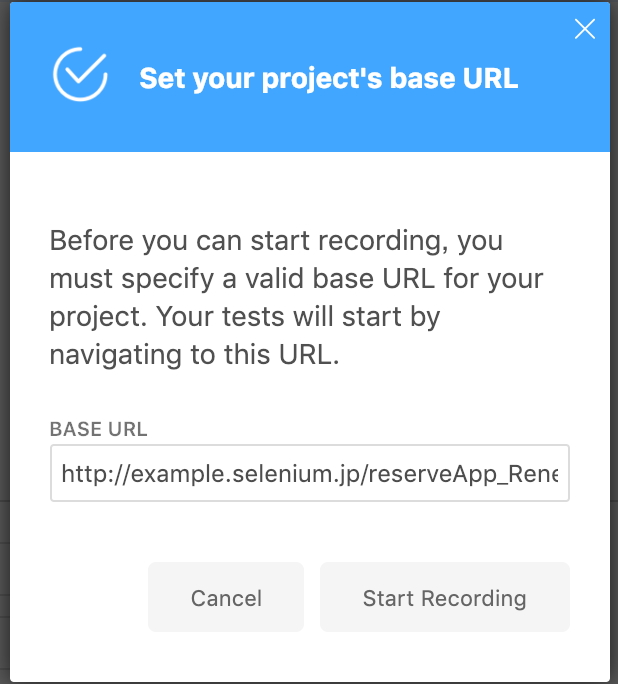 Set your project's base URL
Before you can start recording, you
must specify a valid base URL for your
project. Your tests will start by
navigating to this URL.
BASE URL
http://example.selenium.jp/reserveApp_Rene
Cancel
Start Recording